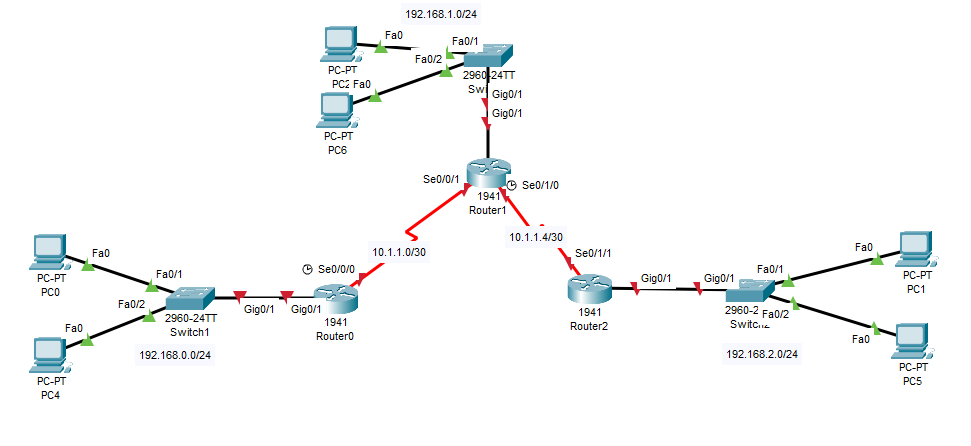 192.168.1.0/24
Fa0
Fa0/1
Fa0/2
PC-PT
PC2
Fa0
2960-24TT
Gig0/1
Gig0/1
PC-PT
PC6
Se0/0/1
Se0/1/0
1941
Router1
10.1.1.0/30
10.1.1.4/30
Fa0
PC-PT
PC0
Fa0/1
Fa0/2
2960-24TT
Switch1
Gig0/1
Gig0/1
Se0/0/0
1941
Router0
Fa0
PC-PT
PC4
192.168.0.0/24
Se0/1/1
1941
Router2
Gig0/1
Gig0/1
Fa0/1
Fa0
PC-PT
PC1
Fa0/2
Fa0
PC-PT
PC5
192.168.2.0/24